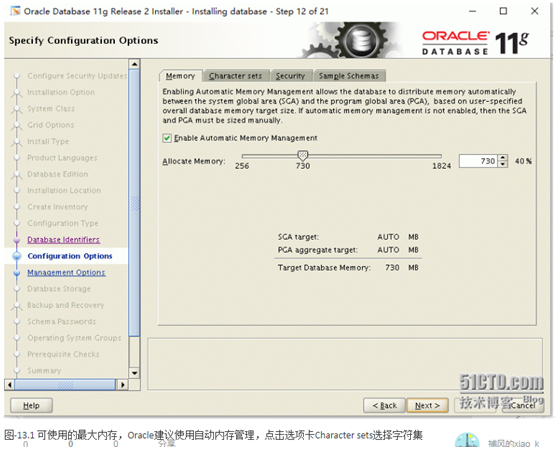 Oracle Database 11g Release 2 Installer - Installing database - Step 12 of 21
Specify Configuration Options
ORACLE
DATABASE 11g
Configure Security Updates
Installation Option
System Class
Grid Options
Install Type
Product Languages
Database Edition
Installation Location
Create Inventory
Configuration Type
Database Identifiers
Configuration Options
Management Options
Database Storage
Backup and Recovery
Schema Passwords
Operating System Groups
Prerequisite Checks
Summary
Memory Character sets Security Sample Schemas
Enabling Automatic Memory Management allows the database to distribute memory automatically
between the system global area (SGA) and the program global area (PGA), based on user-specified
overall database memory target size. If automatic memory management is not enabled, then the SGA
and PGA must be sized manually.
Enable Automatic Memory Management
Allocate Memory: 730 40 %
256 730 1824
SGA target: AUTO MB
PGA aggregate target: AUTO MB
Target Database Memory: 730 MB
51CTO.com
技术博客 Blog
Help < Back Next > Cancel
图-13.1 可使用的最大内存，Oracle建议使用自动内存管理，点击选项卡Character sets选择字符集
0 0 分享 捕风的xiao_k